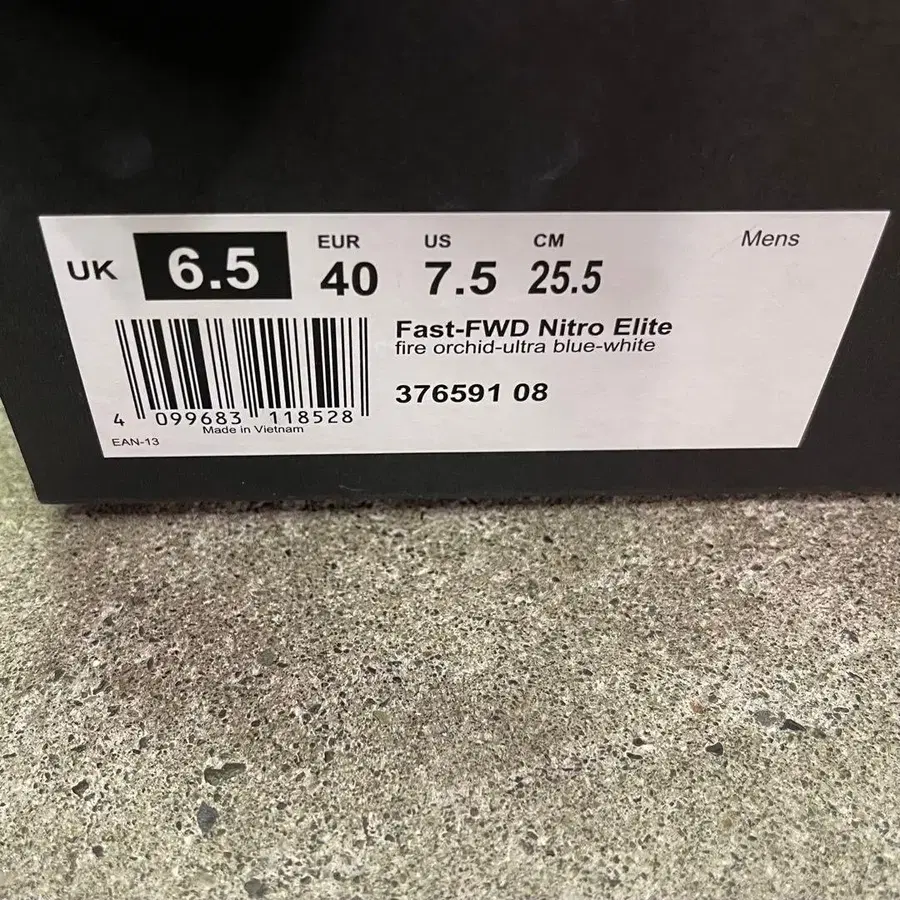 UK 6.5 EUR 40 US 7.5 CM 25.5 Mens
Fast-FWD Nitro Elite
fire orchid-ultra blue-white
376591 08
4 099683 118528
Made in Vietnam
EAN-13